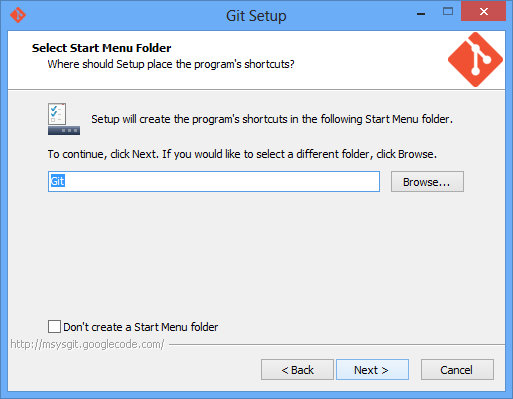 Git Setup
Select Start Menu Folder
Where should Setup place the program's shortcuts?
Setup will create the program's shortcuts in the following Start Menu folder.
To continue, click Next. If you would like to select a different folder, click Browse.
Git
Browse...
Don't create a Start Menu folder
http://msysgit.googlecode.com/
< Back
Next >
Cancel